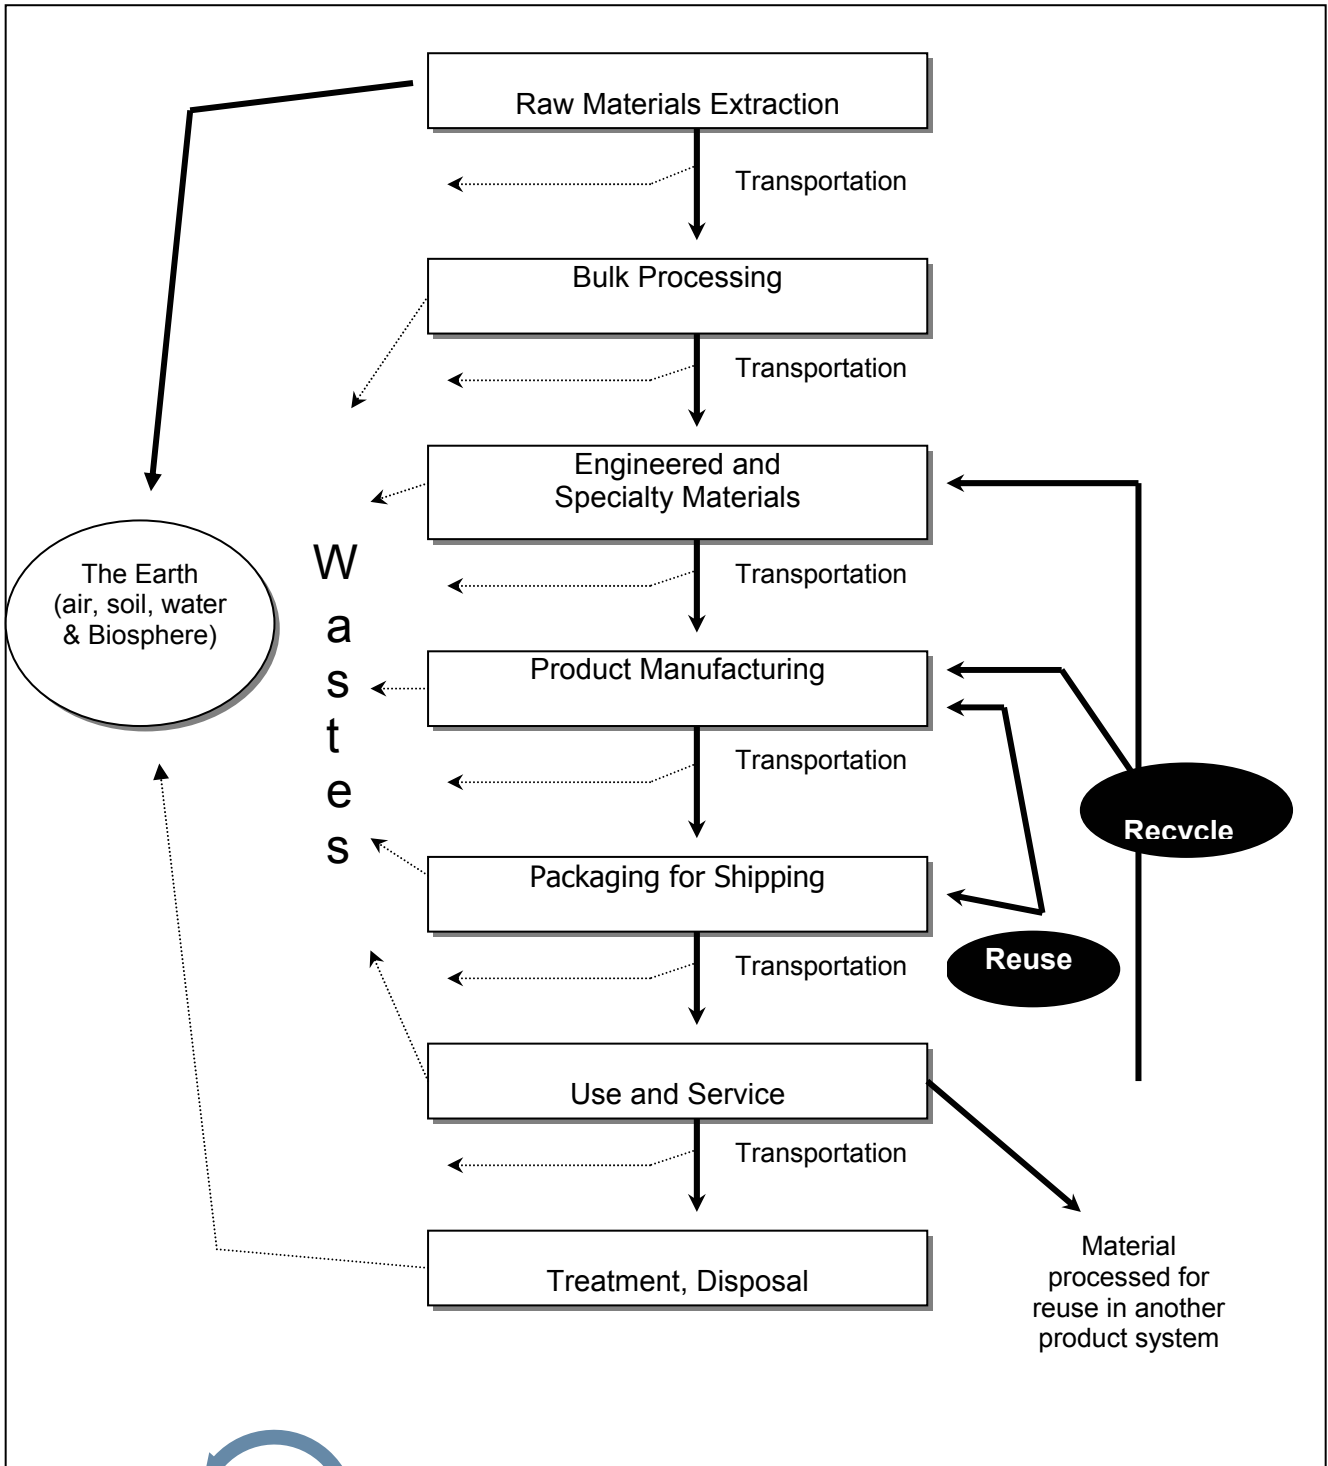 Raw Materials Extraction
Transportation
Bulk Processing
Transportation
Engineered and
Specialty Materials
Transportation
The Earth
(air, soil, water
& Biosphere)
W
a
s
t
e
s
Product Manufacturing
Transportation
Recycle
Packaging for Shipping
Transportation
Reuse
Use and Service
Transportation
Treatment, Disposal
Material
processed for
reuse in another
product system